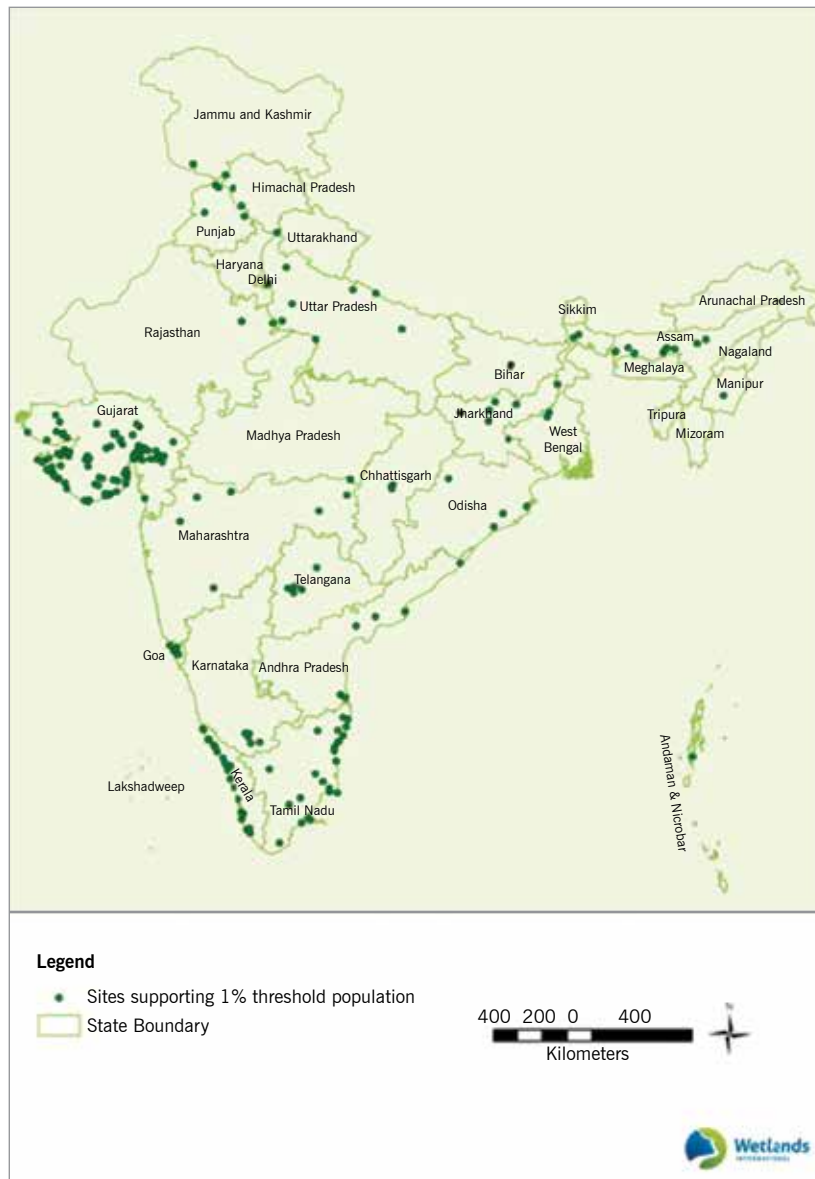 Jammu and Kashmir
Himachal Pradesh
Punjab
Uttarakhand
Haryana
Delhi
Uttar Pradesh
Rajasthan
Sikkim
Arunachal Pradesh
Assam
Nagaland
Meghalaya
Manipur
Bihar
Tripura
Mizoram
Jharkhand
West
Bengal
Gujarat
Madhya Pradesh
Chhattisgarh
Odisha
Maharashtra
Telangana
Goa
Karnataka
Andhra Pradesh
Andaman & Nicrobar
Lakshadweep
Kerala
Tamil Nadu
Legend
Sites supporting 1% threshold population
State Boundary
400 200 0 400
Kilometers
N
Wetlands
INTERNATIONAL